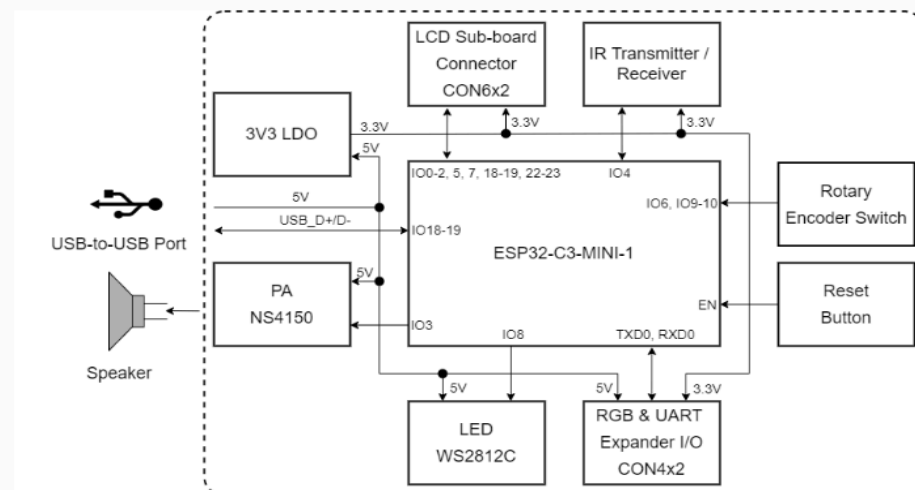 LCD Sub-board
Connector
CON6x2
IR Transmitter /
Receiver
3V3 LDO
3.3V
3.3V
3.3V
5V
IO0-2, 5, 7, 18-19, 22-23
IO4
5V
USB_D+/D-
IO18-19
IO6, IO9-10
Rotary
Encoder Switch
USB-to-USB Port
ESP32-C3-MINI-1
5V
PA
NS4150
EN
Reset
Button
IO3
IO8
TXD0, RXD0
Speaker
5V
5V
3.3V
LED
WS2812C
RGB & UART
Expander I/O
CON4x2